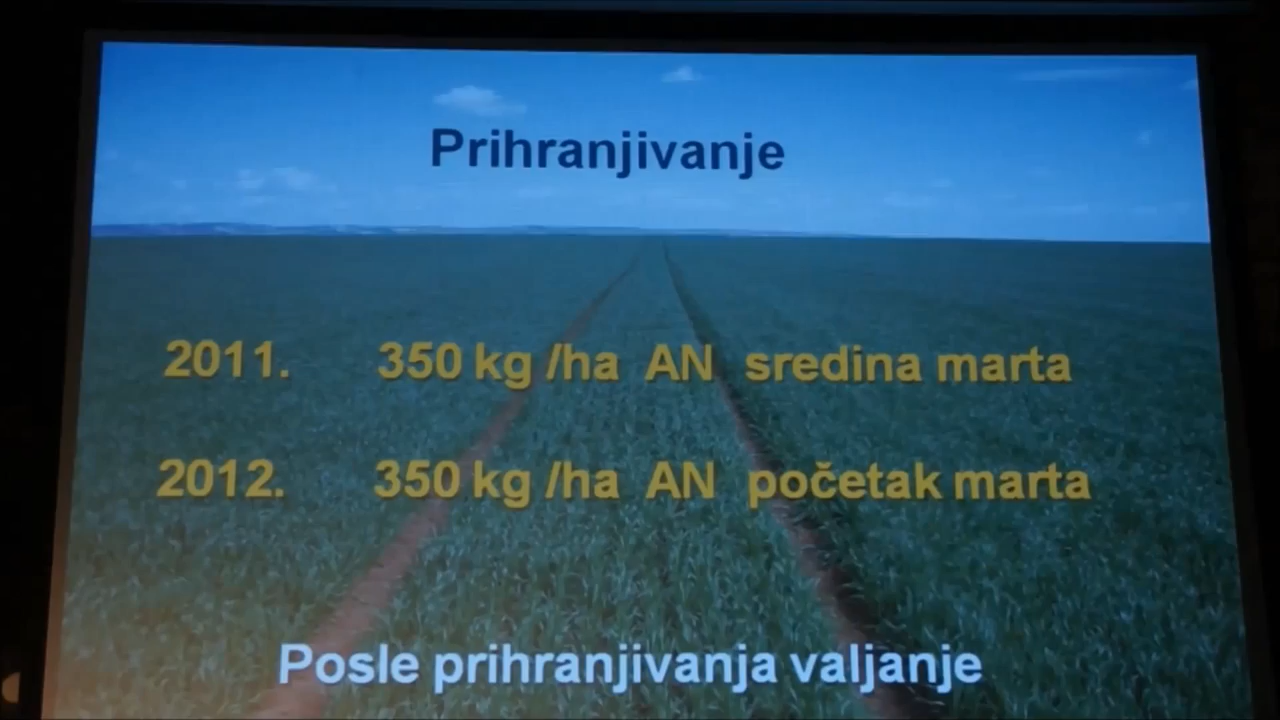 Prihranjivanje
2011. 350 kg /ha AN sredina marta
2012. 350 kg /ha AN početak marta
Posle prihranjivanja valjanje